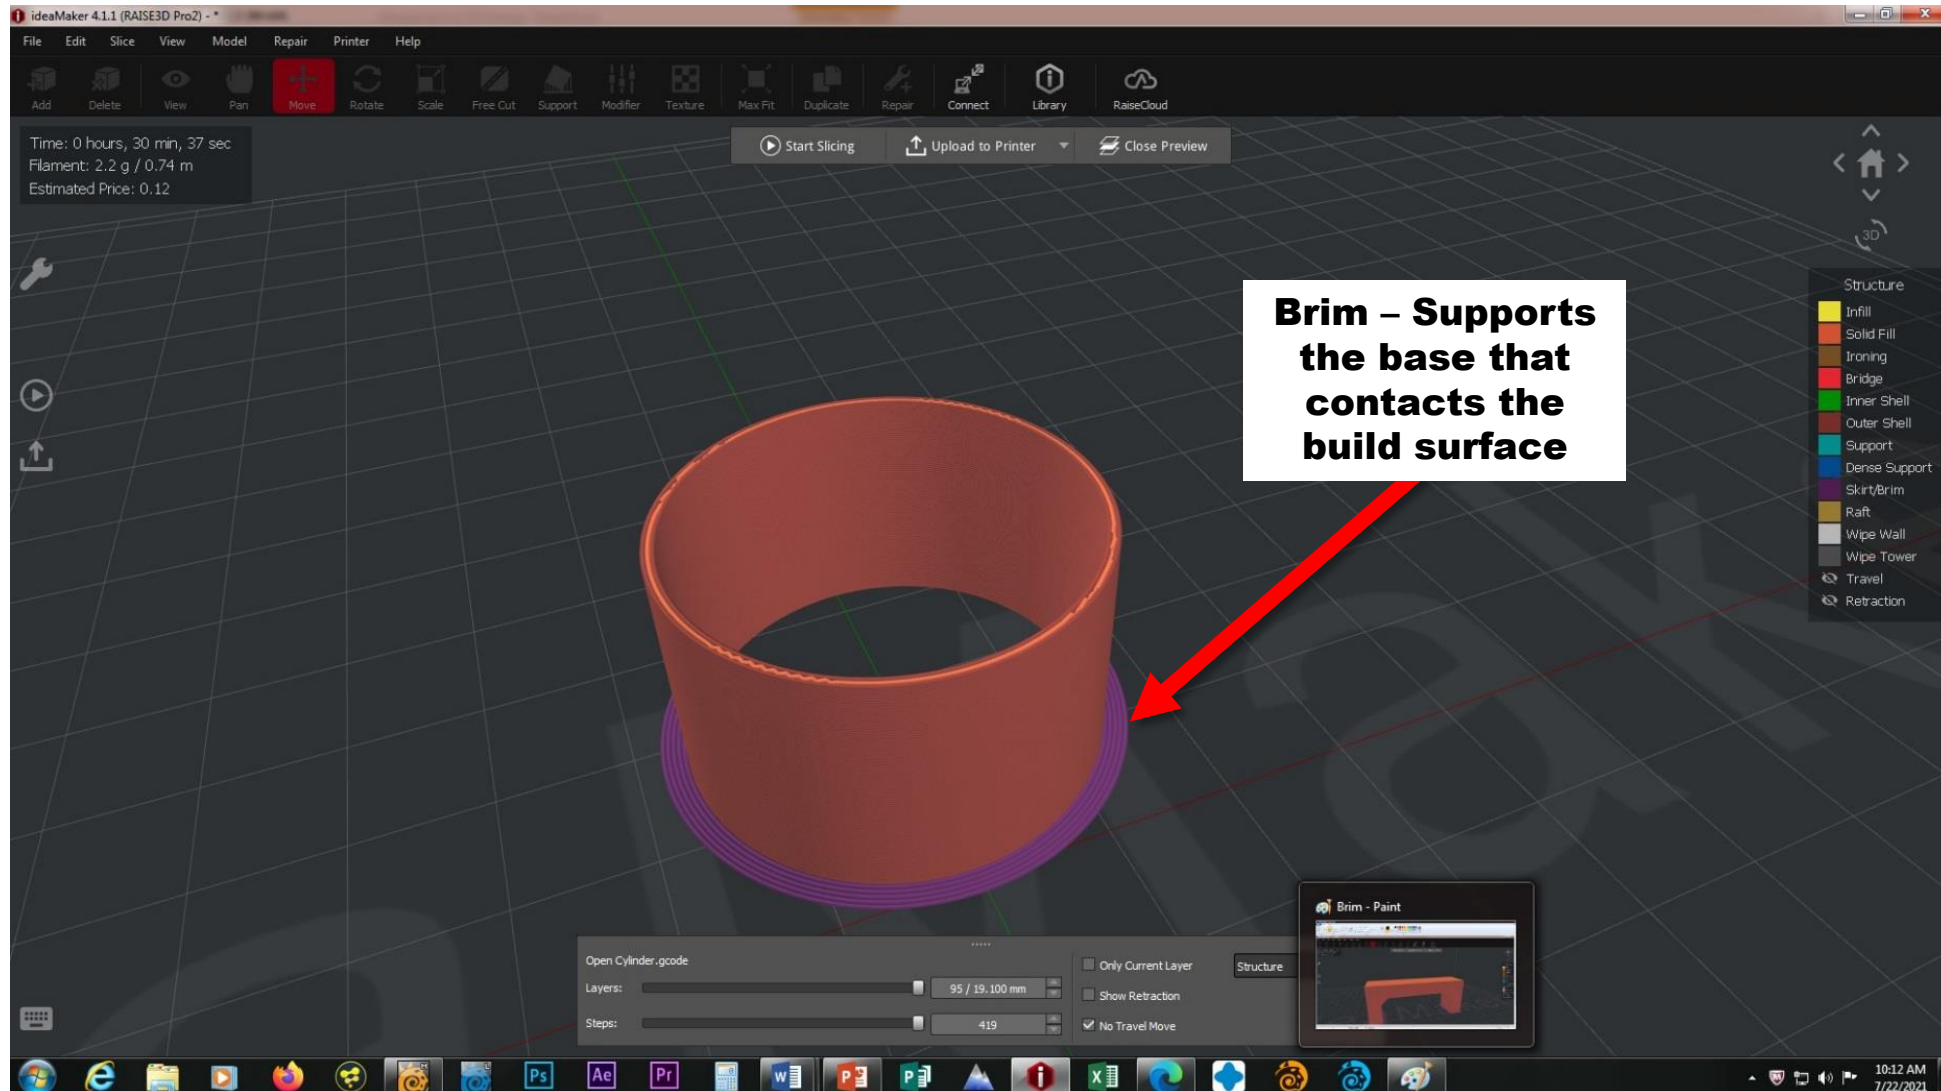 ideaMaker 4.1.1 (RAISE3D Pro2) - *
File Edit Slice View Model Repair Printer Help
Add Delete View Pan Move Rotate Scale Free Cut Support Modifier Texture Max Fit Duplicate Repair Connect Library RaiseCloud
Time: 0 hours, 30 min, 37 sec
Filament: 2.2 g / 0.74 m
Estimated Price: 0.12
Start Slicing Upload to Printer Close Preview
3D
Brim – Supports
the base that
contacts the
build surface
Structure
Infill
Solid Fill
Ironing
Bridge
Inner Shell
Outer Shell
Support
Dense Support
Skirt/Brim
Raft
Wipe Wall
Wipe Tower
Travel
Retraction
Brim - Paint
Open Cylinder.gcode
Layers: 95 / 19.100 mm
Steps: 419
Only Current Layer
Show Retraction
No Travel Move
Structure
Ps Ae Pr
10:12 AM
7/22/2021